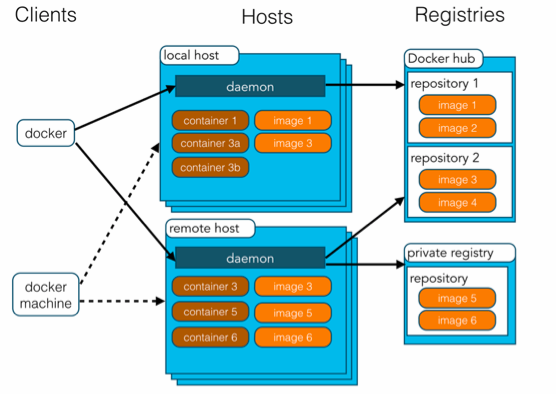 Clients
Hosts
Registries
docker
docker
machine
local host
daemon
container 1
image 1
container 3a
image 3
container 3b
remote host
daemon
container 3
image 3
container 5
image 5
container 6
image 6
Docker hub
repository 1
image 1
image 2
repository 2
image 3
image 4
private registry
repository
image 5
image 6